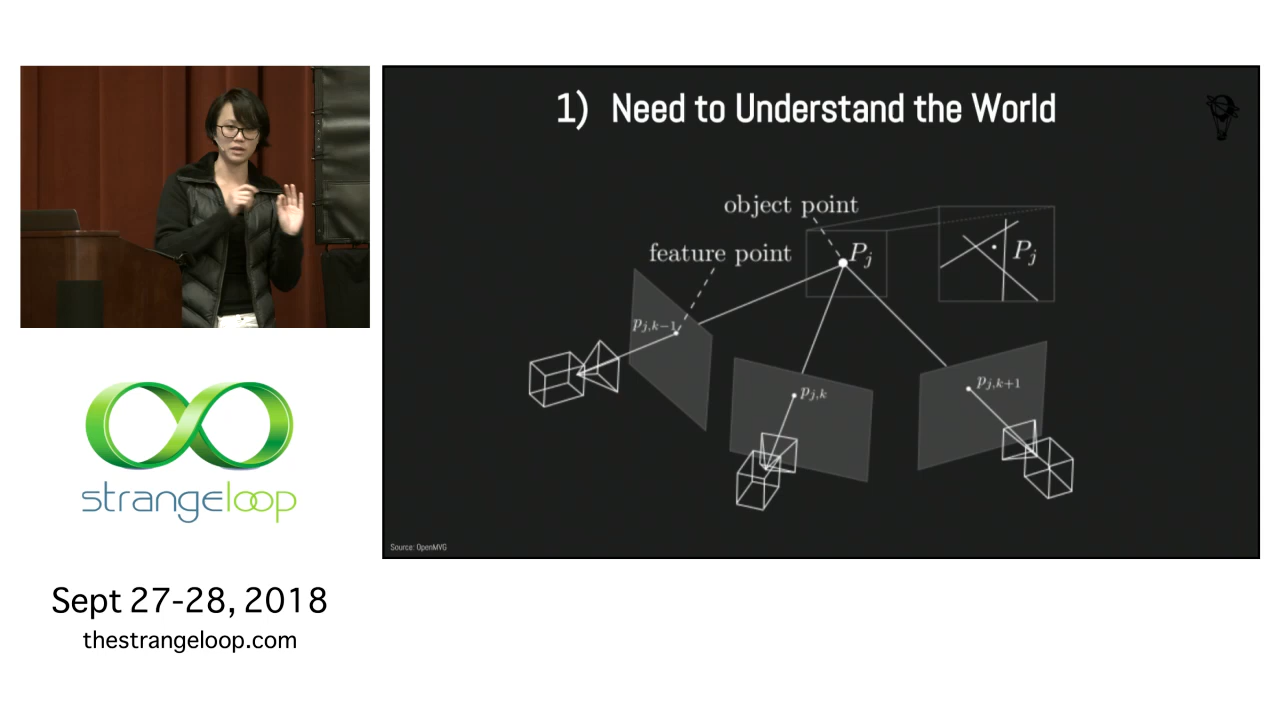 1) Need to Understand the World
object point
feature point
P_j
P_j
p_{j,k-1}
p_{j,k}
p_{j,k+1}
Source: OpenMVG
strangeloop
Sept 27-28, 2018
thestrangeloop.com